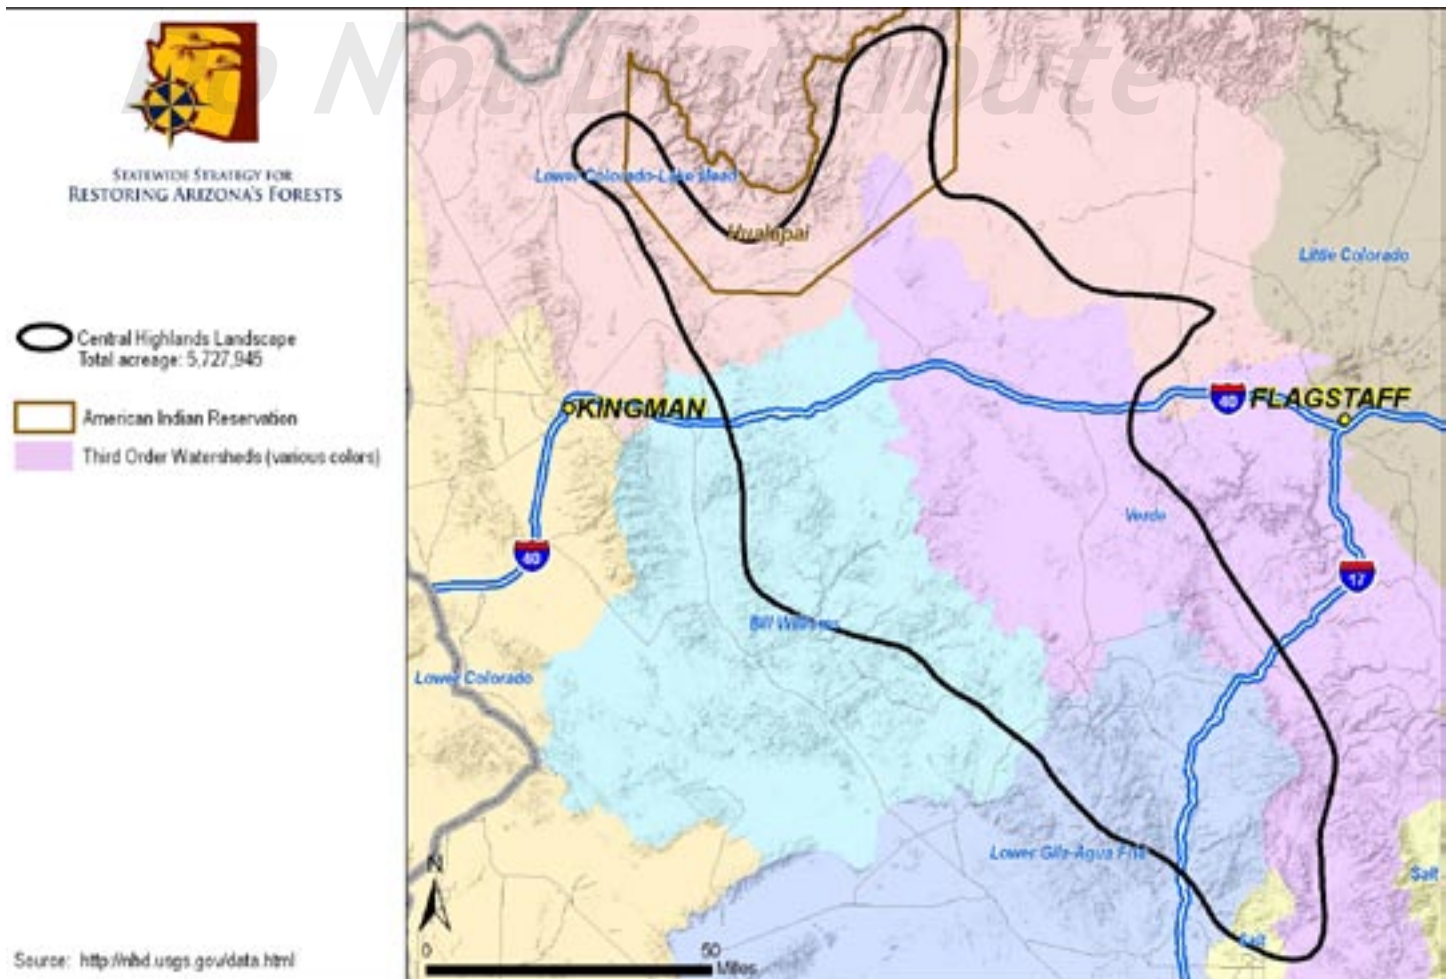 Do Not Distribute
STATEWIDE STRATEGY FOR
RESTORING ARIZONA'S FORESTS
Central Highlands Landscape
Total acreage: 5,727,945
American Indian Reservation
Third Order Watersheds (various colors)
Source: http://nhd.usgs.gov/data.html
Lower Colorado-Lake Mead
Hualapai
Little Colorado
KINGMAN
40
FLAGSTAFF
Verde
40
17
Bill Williams
Lower Colorado
Lower Gila-Agua Fria
Salt
Salt
N
0
50
Miles